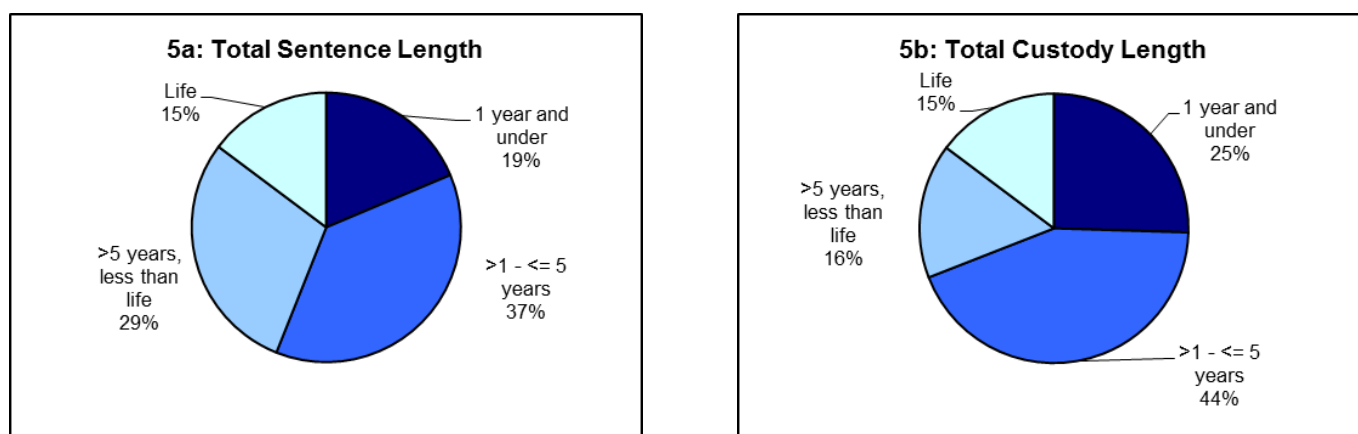 5a: Total Sentence Length
Life
15%
1 year and
under
19%
>5 years,
less than
life
29%
>1 - <= 5
years
37%
5b: Total Custody Length
Life
15%
1 year and
under
25%
>5 years,
less than
life
16%
>1 - <= 5
years
44%